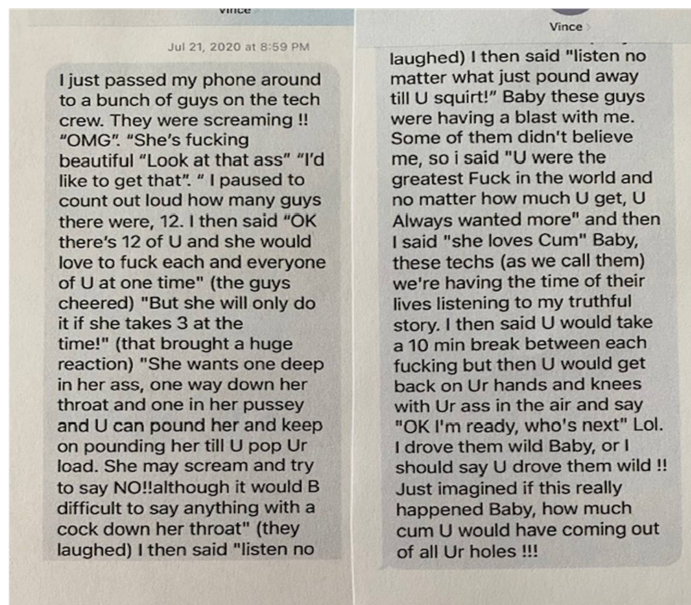 Vince
Jul 21, 2020 at 8:59 PM
I just passed my phone around
to a bunch of guys on the tech
crew. They were screaming !!
“OMG”. “She's fucking
beautiful “Look at that ass” “I'd
like to get that”. “ I paused to
count out loud how many guys
there were, 12. I then said “OK
there's 12 of U and she would
love to fuck each and everyone
of U at one time" (the guys
cheered) "But she will only do
it if she takes 3 at the
time!" (that brought a huge
reaction) "She wants one deep
in her ass, one way down her
throat and one in her pussey
and U can pound her and keep
on pounding her till U pop Ur
load. She may scream and try
to say NO!!although it would B
difficult to say anything with a
cock down her throat" (they
laughed) I then said "listen no
Vince
laughed) I then said "listen no
matter what just pound away
till U squirt!” Baby these guys
were having a blast with me.
Some of them didn't believe
me, so i said "U were the
greatest Fuck in the world and
no matter how much U get, U
Always wanted more" and then
I said "she loves Cum" Baby,
these techs (as we call them)
we're having the time of their
lives listening to my truthful
story. I then said U would take
a 10 min break between each
fucking but then U would get
back on Ur hands and knees
with Ur ass in the air and say
"OK I'm ready, who's next" Lol.
I drove them wild Baby, or I
should say U drove them wild !!
Just imagined if this really
happened Baby, how much
cum U would have coming out
of all Ur holes !!!